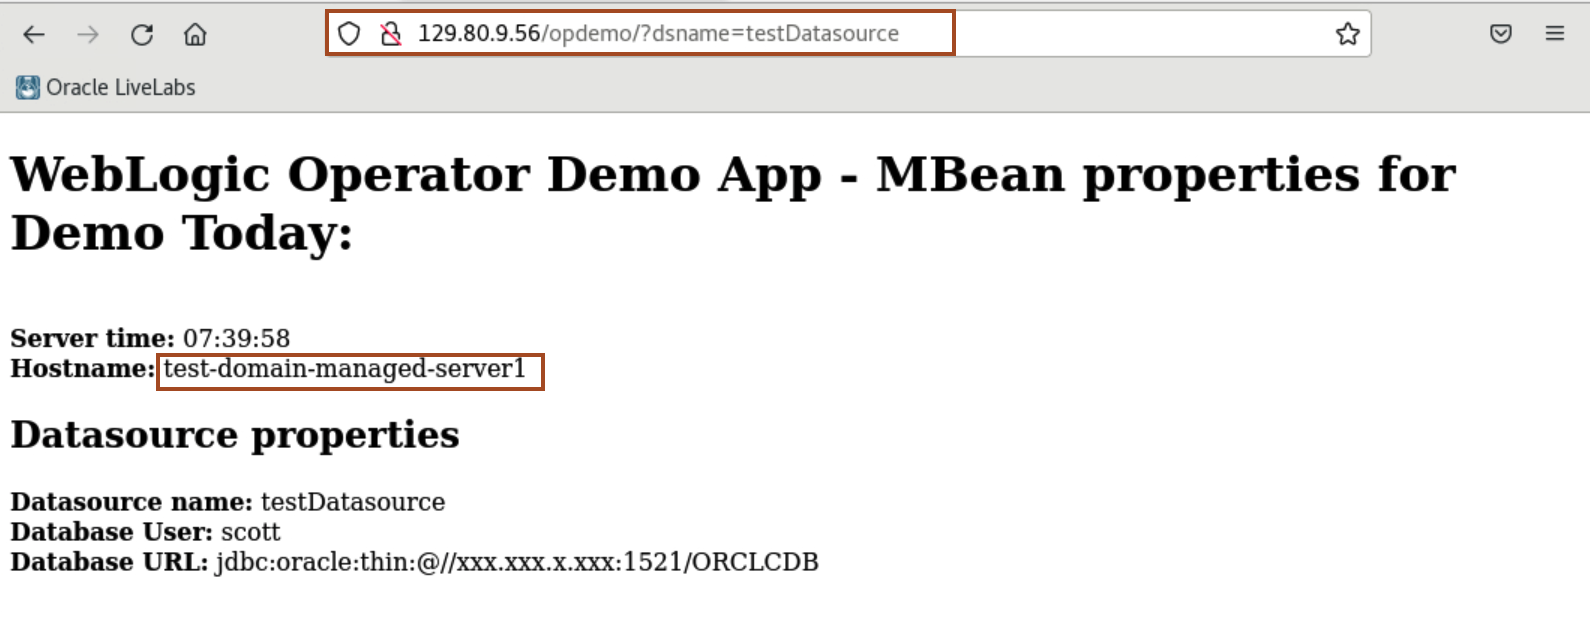 129.80.9.56/opdemo/?dsname=testDatasource
Oracle LiveLabs
WebLogic Operator Demo App - MBean properties for
Demo Today:
Server time: 07:39:58
Hostname: test-domain-managed-server1
Datasource properties
Datasource name: testDatasource
Database User: scott
Database URL: jdbc:oracle:thin:@//xxx.xxx.x.xxx:1521/ORCLCDB